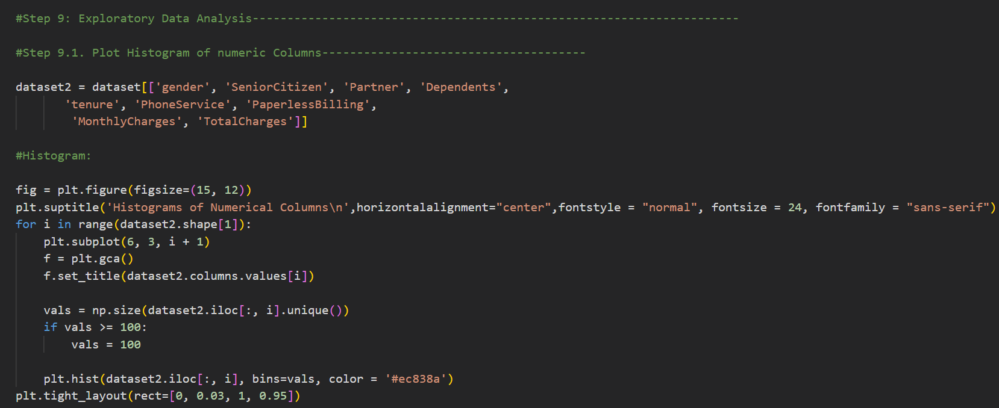 #Step 9: Exploratory Data Analysis----------------------------------------------------------------------
#Step 9.1. Plot Histogram of numeric Columns--------------------------------------
dataset2 = dataset[['gender', 'SeniorCitizen', 'Partner', 'Dependents',
       'tenure', 'PhoneService', 'PaperlessBilling',
        'MonthlyCharges', 'TotalCharges']]
#Histogram:
fig = plt.figure(figsize=(15, 12))
plt.suptitle('Histograms of Numerical Columns\n',horizontalalignment="center",fontstyle = "normal", fontsize = 24, fontfamily = "sans-serif")
for i in range(dataset2.shape[1]):
    plt.subplot(6, 3, i + 1)
    f = plt.gca()
    f.set_title(dataset2.columns.values[i])
    vals = np.size(dataset2.iloc[:, i].unique())
    if vals >= 100:
        vals = 100
    plt.hist(dataset2.iloc[:, i], bins=vals, color = '#ec838a')
plt.tight_layout(rect=[0, 0.03, 1, 0.95])